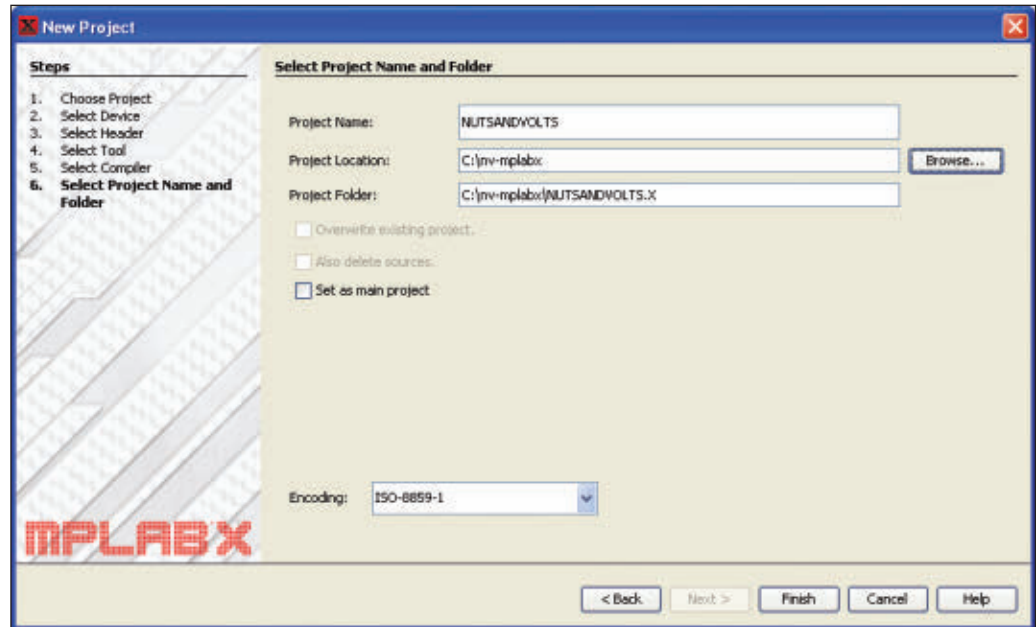 New Project
Steps
1. Choose Project
2. Select Device
3. Select Header
4. Select Tool
5. Select Compiler
6. Select Project Name and
Folder
Select Project Name and Folder
Project Name: NUTSANDVOLTS
Project Location: C:\nv-mplabx Browse...
Project Folder: C:\nv-mplabx\NUTSANDVOLTS.X
Overwrite existing project.
Also delete sources.
Set as main project
Encoding: ISO-8859-1
MPLAB X
< Back Next > Finish Cancel Help